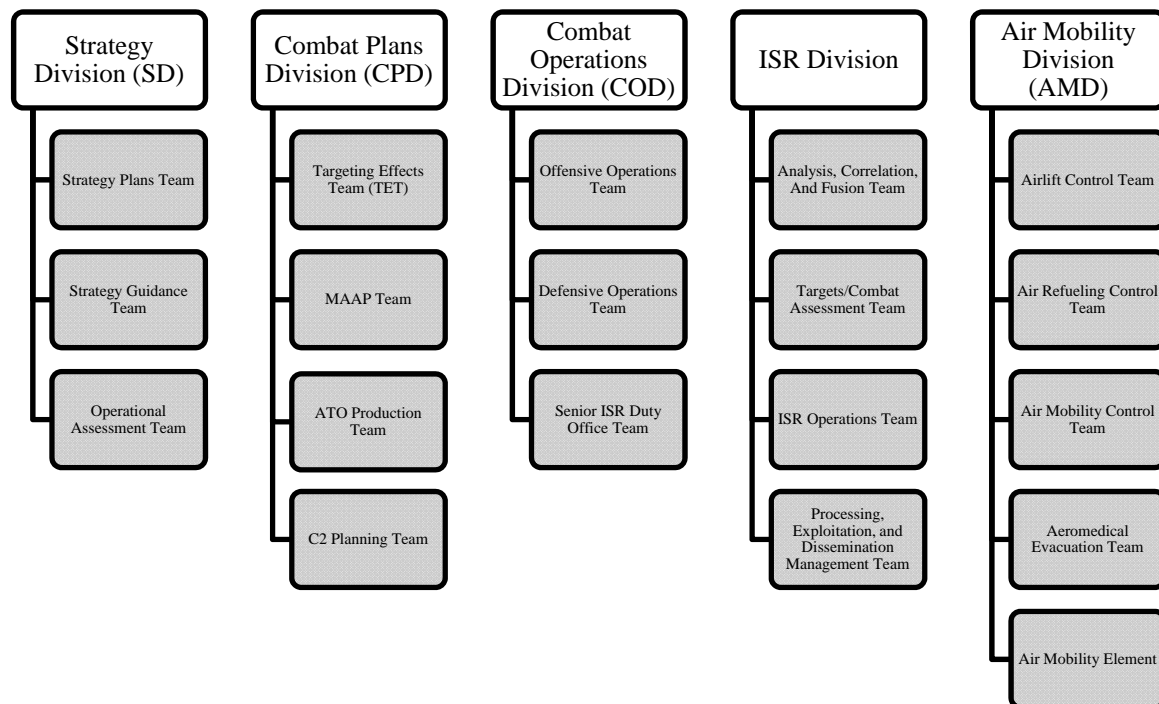 Strategy
Division (SD)
Strategy Plans Team
Strategy Guidance
Team
Operational
Assessment Team
Combat Plans
Division (CPD)
Targeting Effects
Team (TET)
MAAP Team
ATO Production
Team
C2 Planning Team
Combat
Operations
Division (COD)
Offensive Operations
Team
Defensive Operations
Team
Senior ISR Duty
Office Team
ISR Division
Analysis, Correlation,
And Fusion Team
Targets/Combat
Assessment Team
ISR Operations Team
Processing,
Exploitation, and
Dissemination
Management Team
Air Mobility
Division
(AMD)
Airlift Control Team
Air Refueling Control
Team
Air Mobility Control
Team
Aeromedical
Evacuation Team
Air Mobility Element